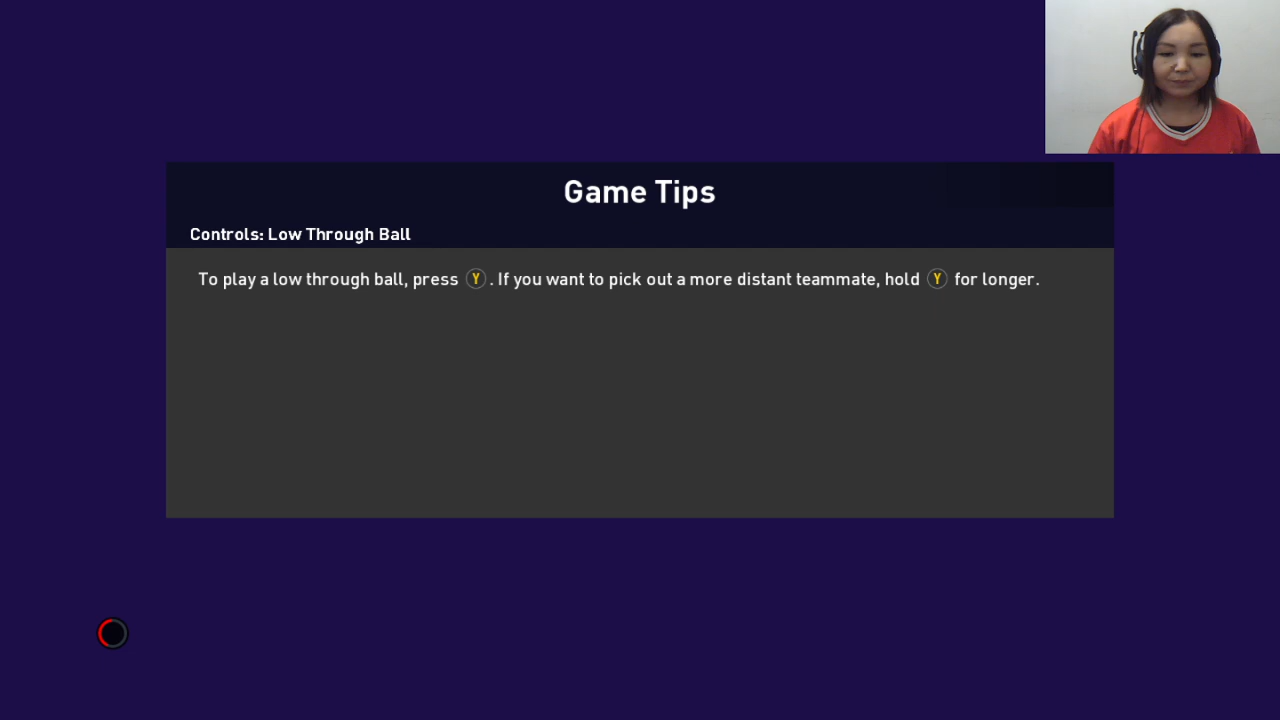 Game Tips
Controls: Low Through Ball
To play a low through ball, press Y. If you want to pick out a more distant teammate, hold Y for longer.